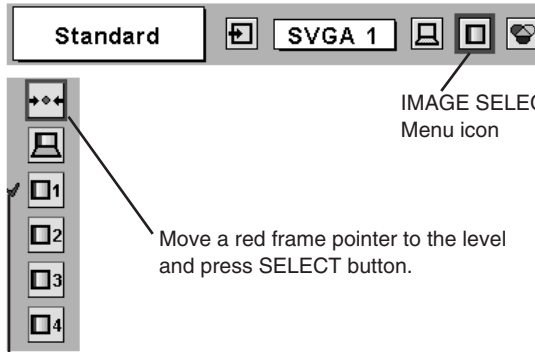 Standard
SVGA 1
IMAGE SELEC
Menu icon
1
Move a red frame pointer to the level
and press SELECT button.
2
3
4